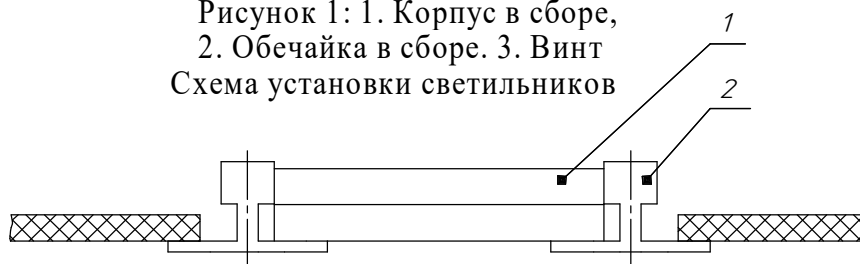 Рисунок 1: 1. Корпус в сборе,
2. Обечайка в сборе. 3. Винт
Схема установки светильников
1
2